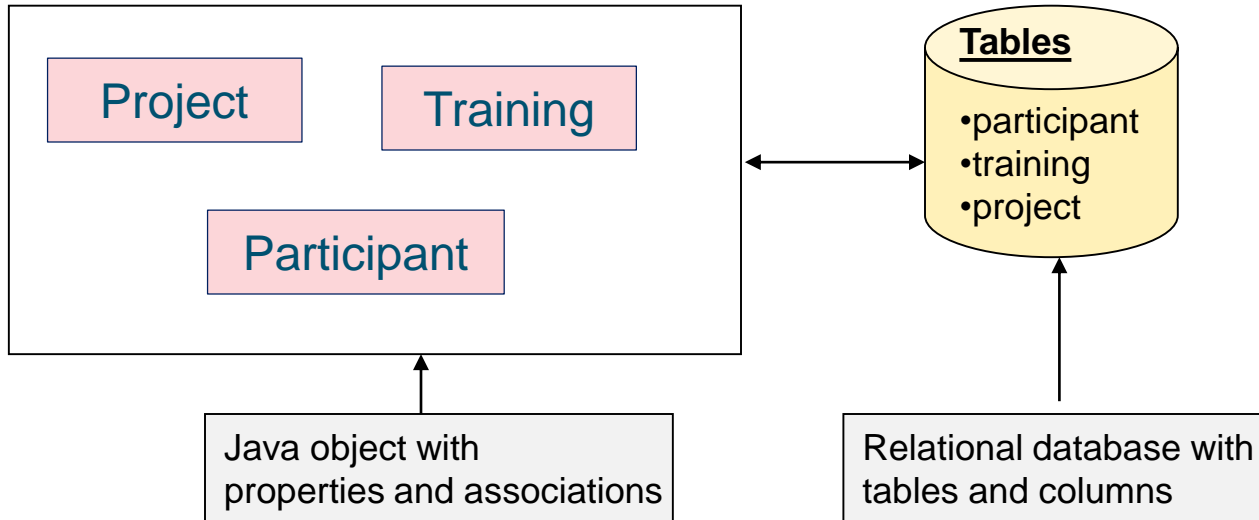 Project
Training
Participant
Tables
•participant
•training
•project
Java object with
properties and associations
Relational database with
tables and columns